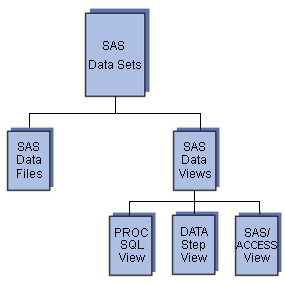 SAS
Data Sets
SAS
Data
Files
SAS
Data
Views
PROC
SQL
View
DATA
Step
View
SAS/
ACCESS
View